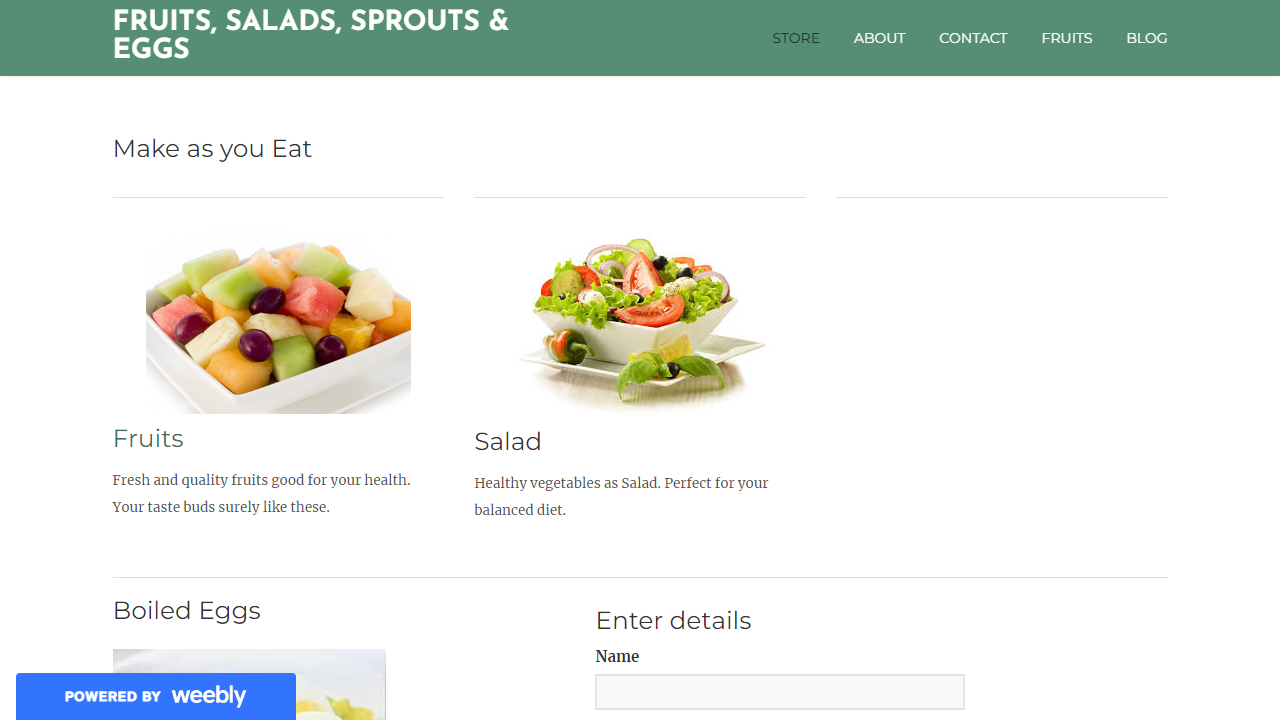 FRUITS, SALADS, SPROUTS &
EGGS
STORE ABOUT CONTACT FRUITS BLOG
Make as you Eat
Fruits
Fresh and quality fruits good for your health.
Your taste buds surely like these.
Salad
Healthy vegetables as Salad. Perfect for your
balanced diet.
Boiled Eggs
Enter details
Name
POWERED BY weebly